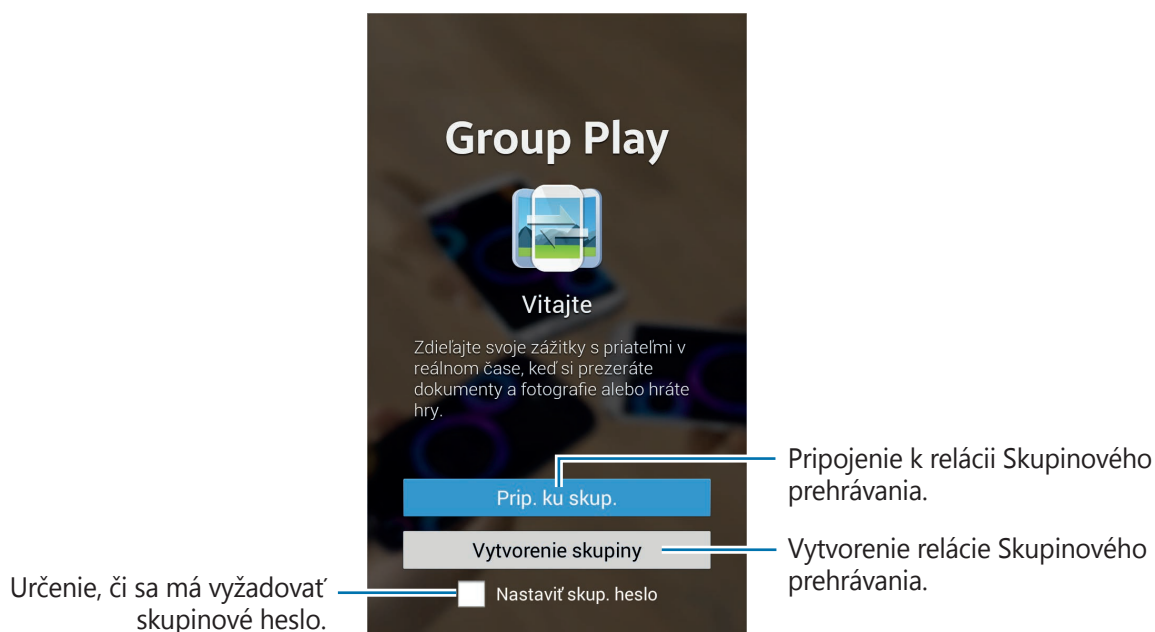 Group Play
Vitajte
Zdieľajte svoje zážitky s priateľmi v
reálnom čase, keď si prezeráte
dokumenty a fotografie alebo hráte
hry.
Prip. ku skup.
Pripojenie k relácii Skupinového
prehrávania.
Vytvorenie skupiny
Vytvorenie relácie Skupinového
prehrávania.
Nastaviť skup. heslo
Určenie, či sa má vyžadovať
skupinové heslo.